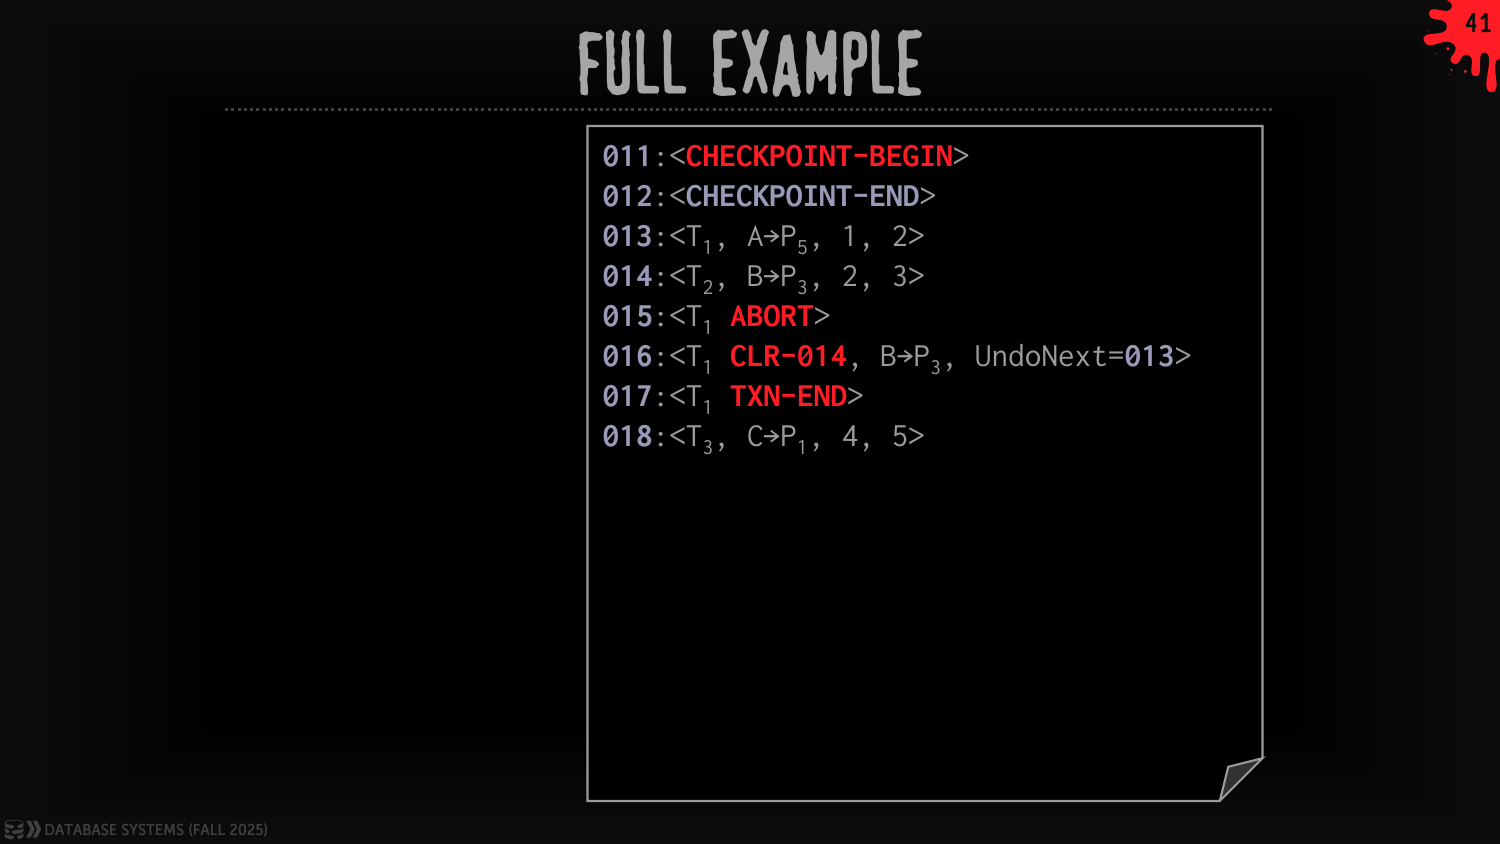 41
FULL EXAMPLE
011:<CHECKPOINT-BEGIN>
012:<CHECKPOINT-END>
013:<T1, A→P5, 1, 2>
014:<T2, B→P3, 2, 3>
015:<T1 ABORT>
016:<T1 CLR-014, B→P3, UndoNext=013>
017:<T1 TXN-END>
018:<T3, C→P1, 4, 5>
DATABASE SYSTEMS (FALL 2025)